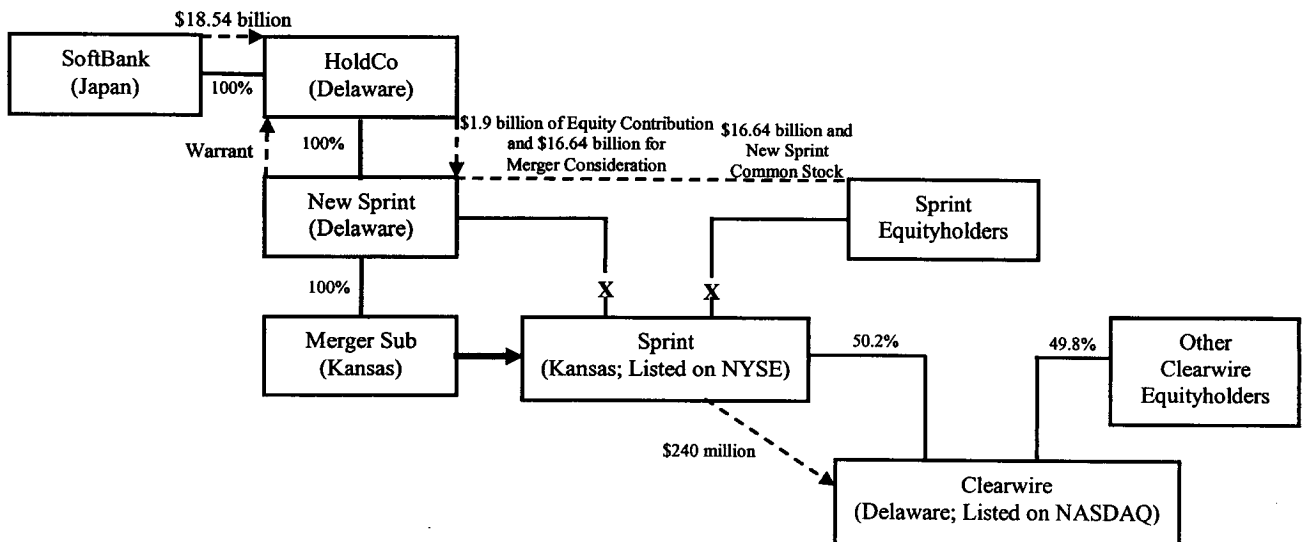 $18.54 billion
SoftBank
(Japan)
100%
HoldCo
(Delaware)
Warrant
100%
$1.9 billion of Equity Contribution
and $16.64 billion for
Merger Consideration
$16.64 billion and
New Sprint
Common Stock
New Sprint
(Delaware)
Sprint
Equityholders
100%
X
X
Merger Sub
(Kansas)
Sprint
(Kansas; Listed on NYSE)
50.2%
49.8%
Other
Clearwire
Equityholders
$240 million
Clearwire
(Delaware; Listed on NASDAQ)